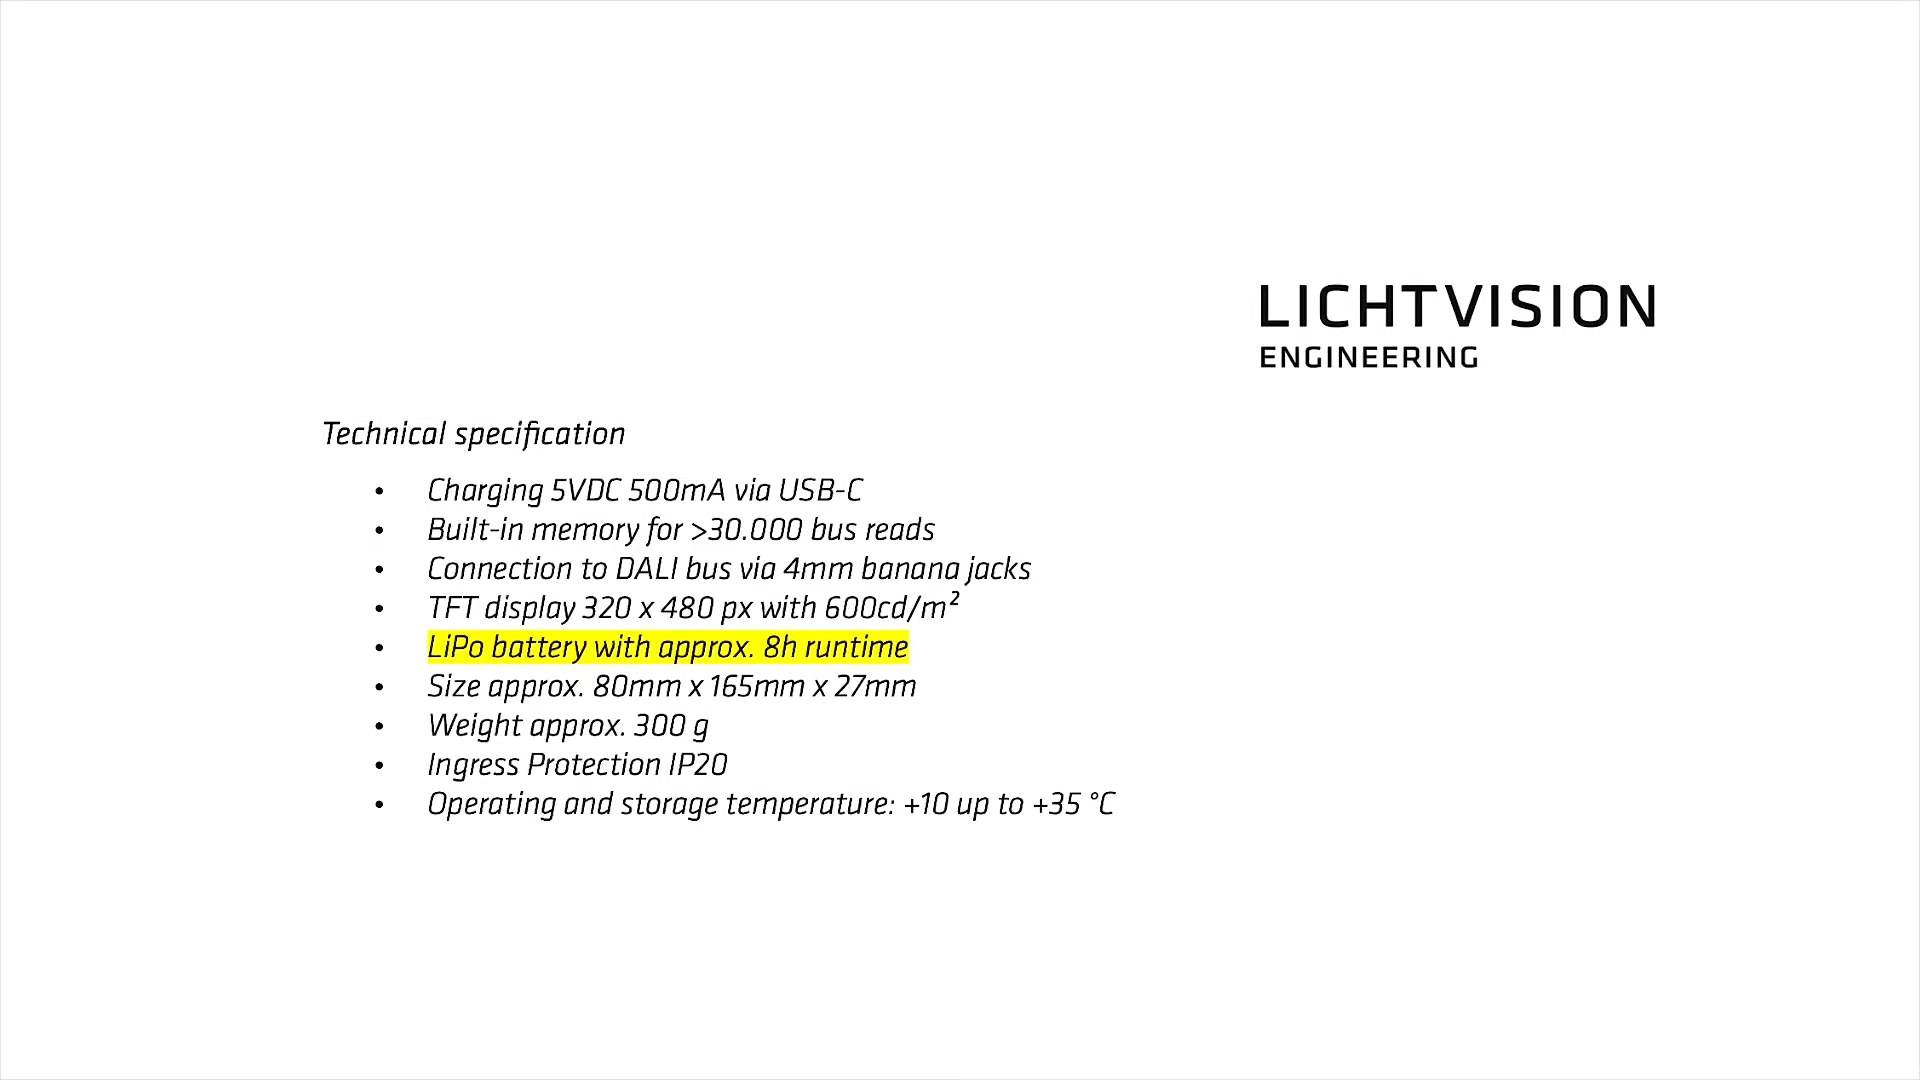 LICHTVISION
ENGINEERING
Technical specification
• Charging 5VDC 500mA via USB-C
• Built-in memory for >30.000 bus reads
• Connection to DALI bus via 4mm banana jacks
• TFT display 320 x 480 px with 600cd/m²
• LiPo battery with approx. 8h runtime
• Size approx. 80mm x 165mm x 27mm
• Weight approx. 300 g
• Ingress Protection IP20
• Operating and storage temperature: +10 up to +35 °C